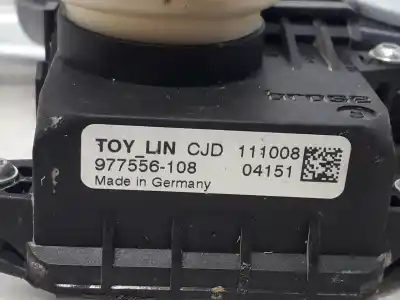 TOY_LIN CJD 111008
977556-108 04151
Made in Germany